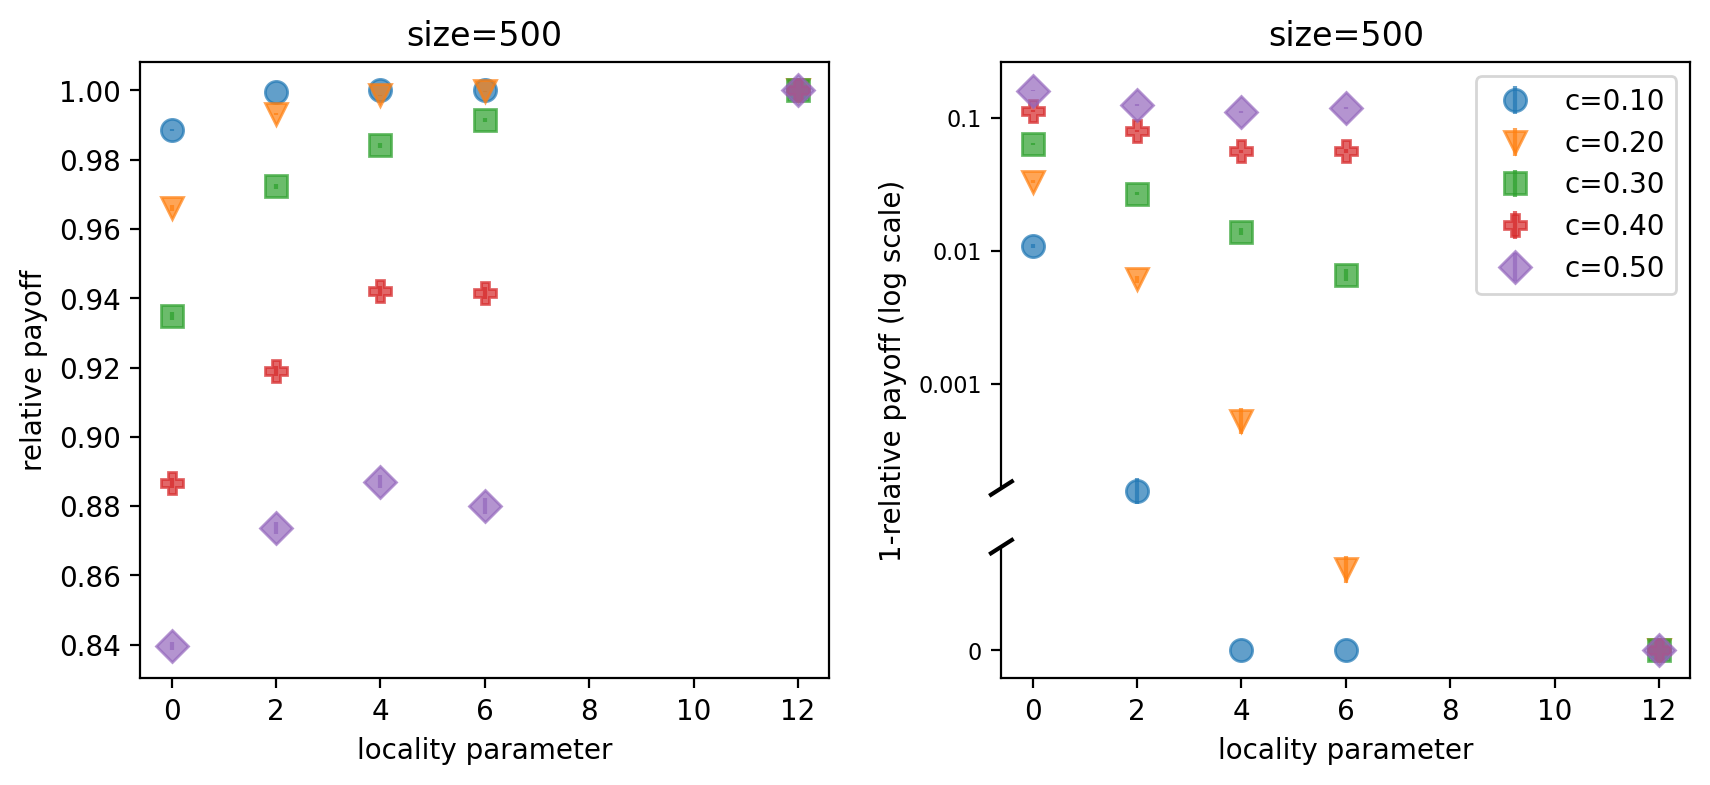 size=500
1.00
0.98
0.96
0.94
0.92
0.90
0.88
0.86
0.84
relative payoff
0 2 4 6 8 10 12
locality parameter
size=500
0.1
0.01
0.001
0
1-relative payoff (log scale)
c=0.10
c=0.20
c=0.30
c=0.40
c=0.50
0 2 4 6 8 10 12
locality parameter